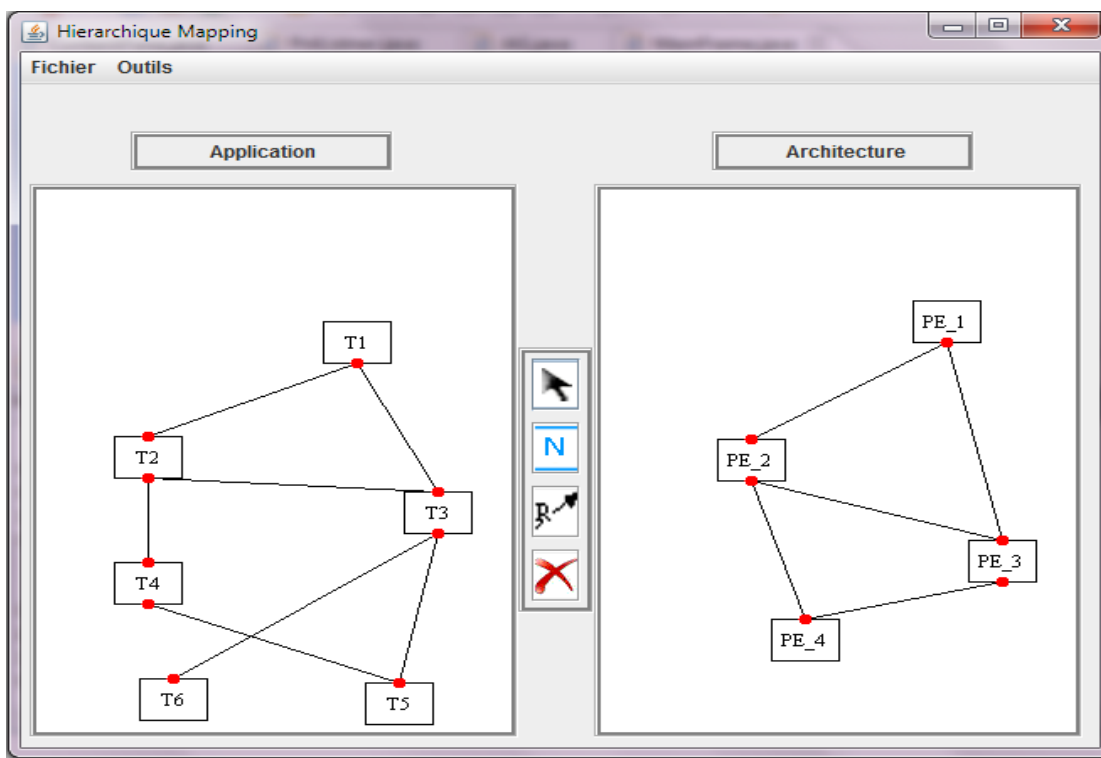 Hierarchique Mapping
Fichier Outils
Application
Architecture
T1
T2
T3
T4
T6
T5
N
R
PE_1
PE_2
PE_3
PE_4